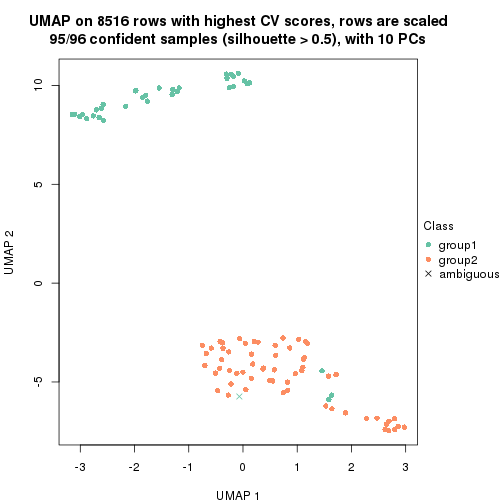 UMAP on 8516 rows with highest CV scores, rows are scaled
95/96 confident samples (silhouette > 0.5), with 10 PCs
10
5
0
-5
UMAP 2
-3
-2
-1
0
1
2
3
UMAP 1
Class
group1
group2
ambiguous